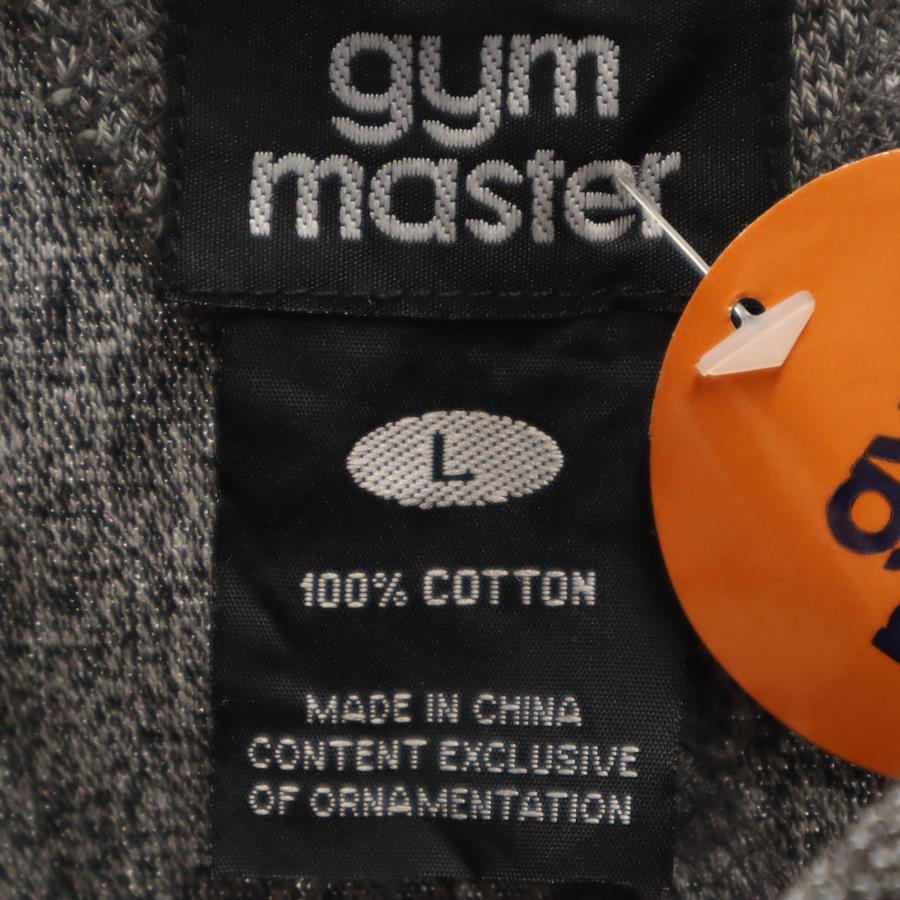 gym
master
L
100% COTTON
MADE IN CHINA
CONTENT EXCLUSIVE
OF ORNAMENTATION